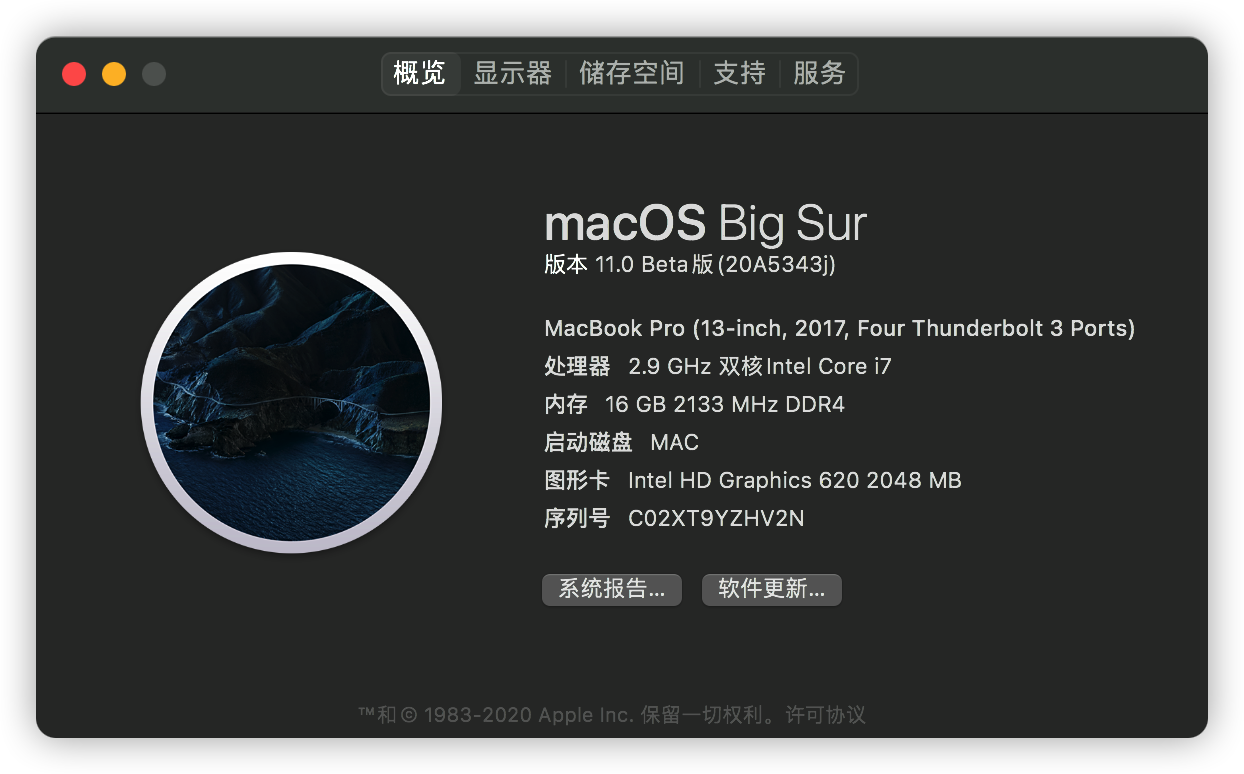 概览 显示器 储存空间 支持 服务
macOS Big Sur
版本 11.0 Beta版 (20A5343j)
MacBook Pro (13-inch, 2017, Four Thunderbolt 3 Ports)
处理器 2.9 GHz 双核Intel Core i7
内存 16 GB 2133 MHz DDR4
启动磁盘 MAC
图形卡 Intel HD Graphics 620 2048 MB
序列号 C02XT9YZHV2N
系统报告... 软件更新...
™和 © 1983-2020 Apple Inc. 保留一切权利。许可协议